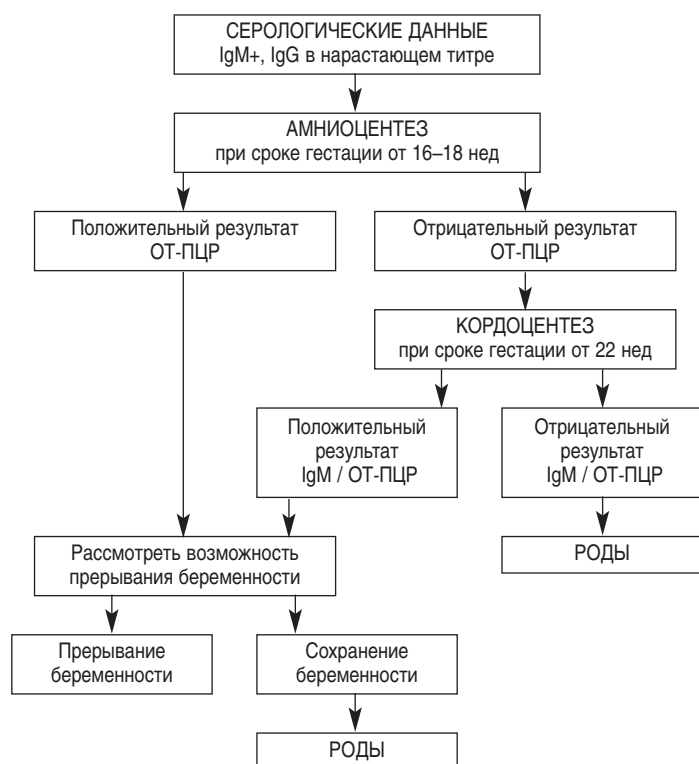 СЕРОЛОГИЧЕСКИЕ ДАННЫЕ
IgM+, IgG в нарастающем титре
АМНИОЦЕНТЕЗ
при сроке гестации от 16–18 нед
Положительный результат
ОТ-ПЦР
Отрицательный результат
ОТ-ПЦР
КОРДОЦЕНТЕЗ
при сроке гестации от 22 нед
Положительный
результат
IgM / ОТ-ПЦР
Отрицательный
результат
IgM / ОТ-ПЦР
Рассмотреть возможность
прерывания беременности
РОДЫ
Прерывание
беременности
Сохранение
беременности
РОДЫ